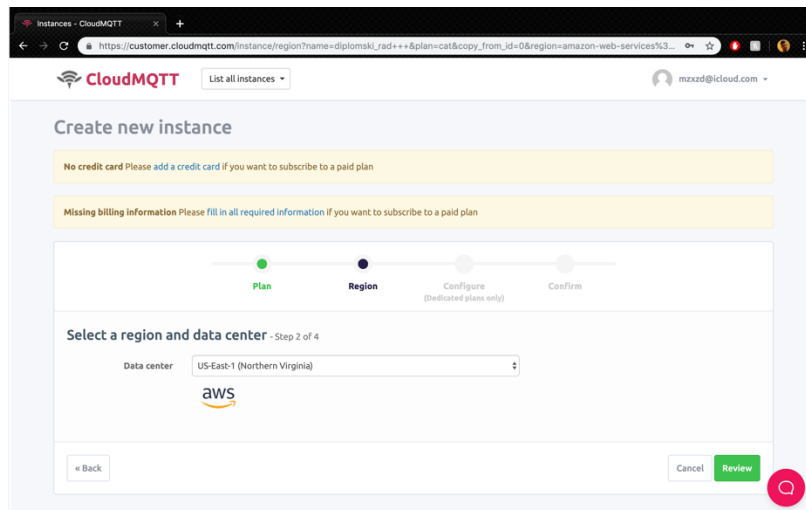 Instances - CloudMQTT
https://customer.cloudmqtt.com/instance/region?name=diplomski_rad+++&plan=cat&copy_from_id=0&region=amazon-web-services%3...
CloudMQTT
List all instances
mzxzd@icloud.com
Create new instance
No credit card Please add a credit card if you want to subscribe to a paid plan
Missing billing information Please fill in all required information if you want to subscribe to a paid plan
Plan
Region
Configure
(Dedicated plans only)
Confirm
Select a region and data center - Step 2 of 4
Data center
US-East-1 (Northern Virginia)
aws
« Back
Cancel
Review